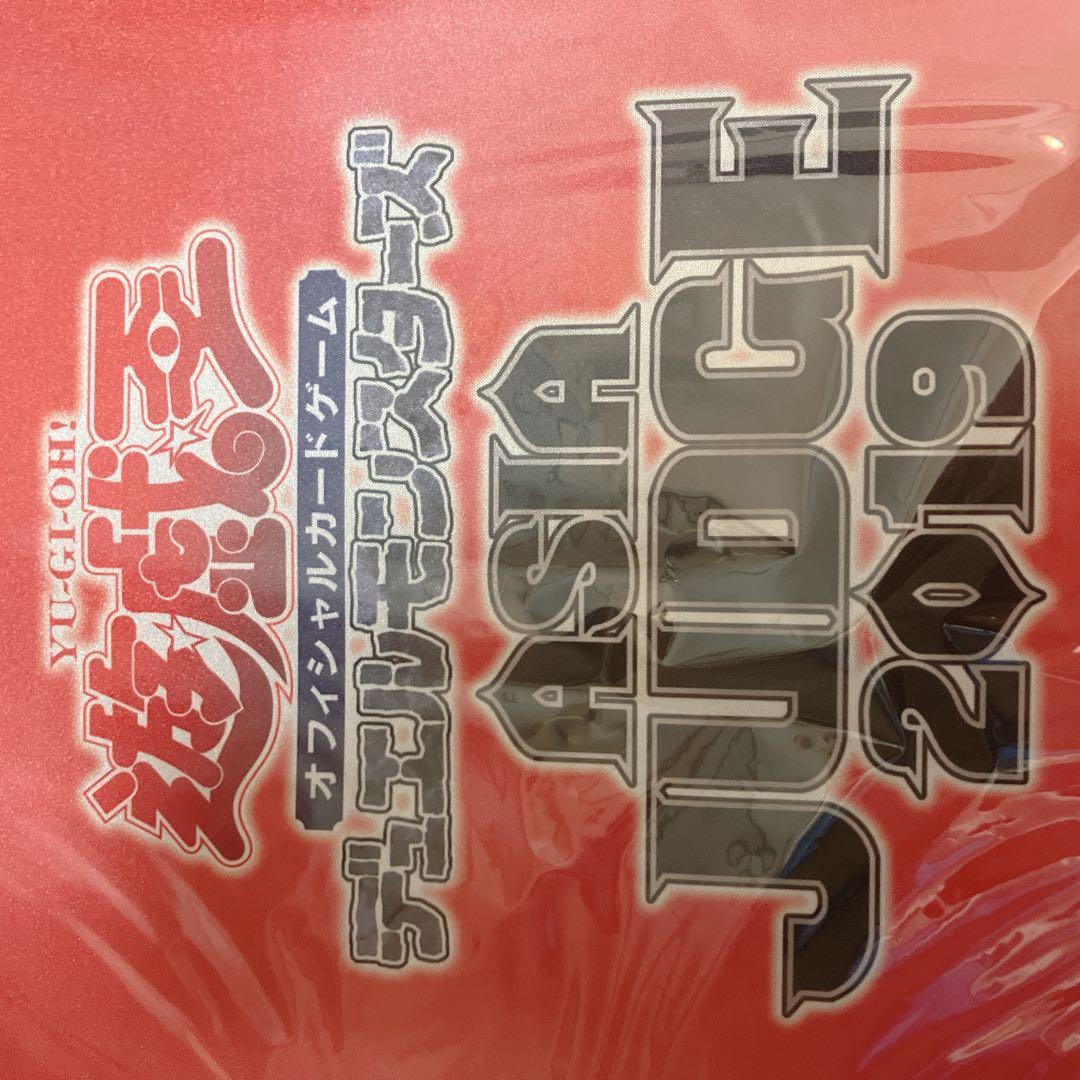 YU-GI-OH!
遊☆戯☆王
オフィシャルカードゲーム
デュエルモンスターズ
ASIA
JUDGE
2019